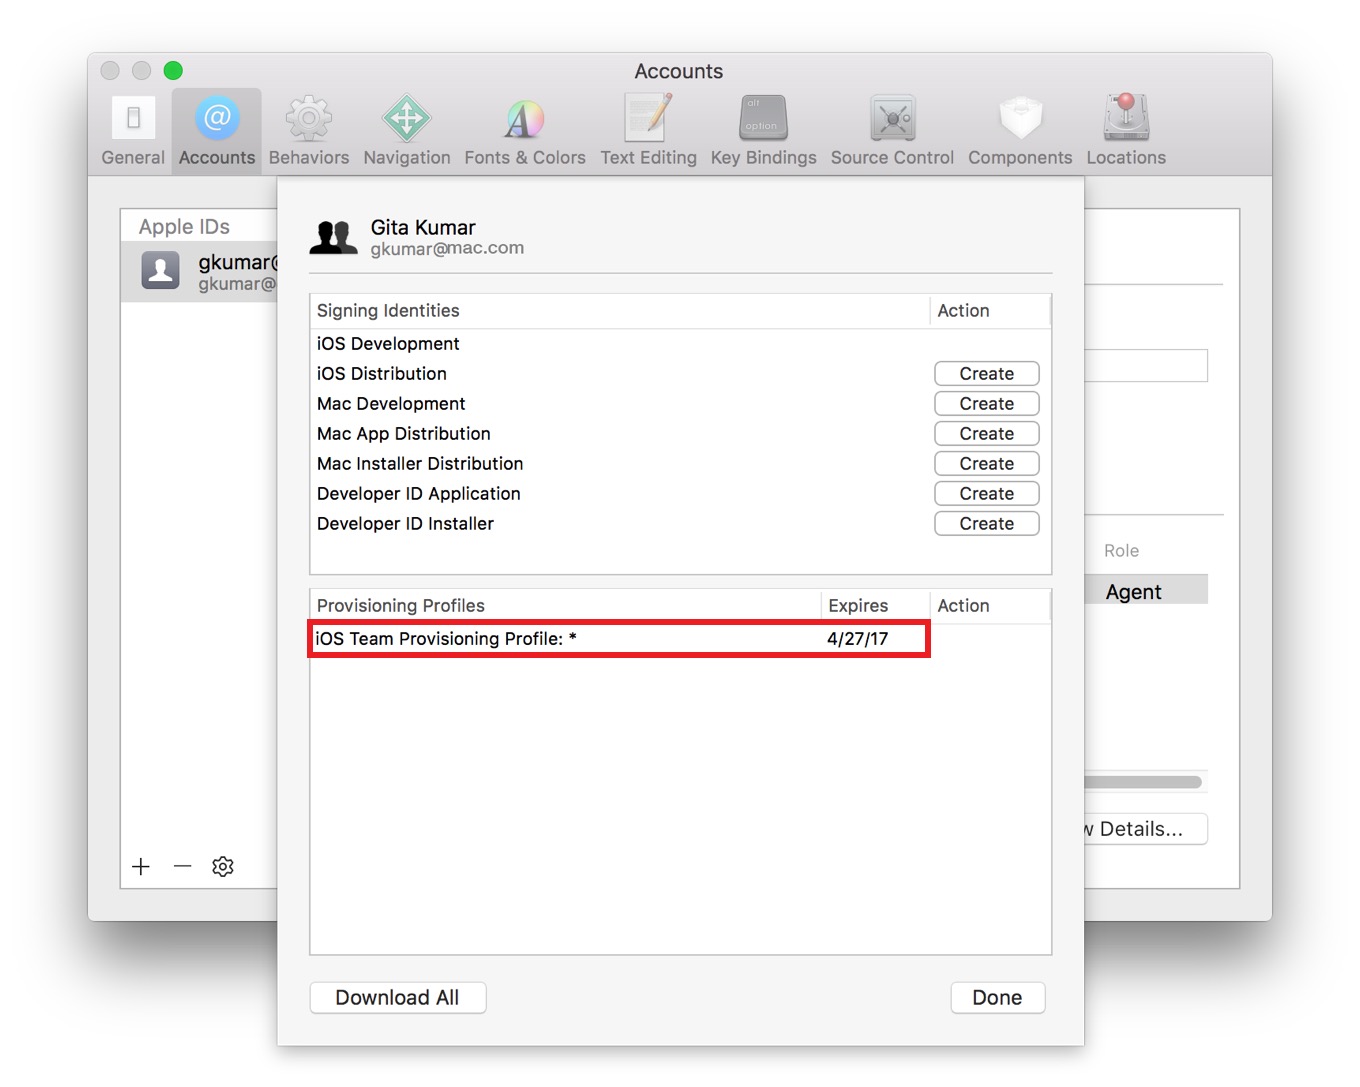 Accounts
alt
option
General Accounts Behaviors Navigation Fonts & Colors Text Editing Key Bindings Source Control Components Locations
Apple IDs
gkumar@
gkumar@
Gita Kumar
gkumar@mac.com
Signing Identities Action
iOS Development
iOS Distribution Create
Mac Development Create
Mac App Distribution Create
Mac Installer Distribution Create
Developer ID Application Create
Developer ID Installer Create
Role
Agent
Provisioning Profiles Expires Action
iOS Team Provisioning Profile: * 4/27/17
w Details...
Download All Done